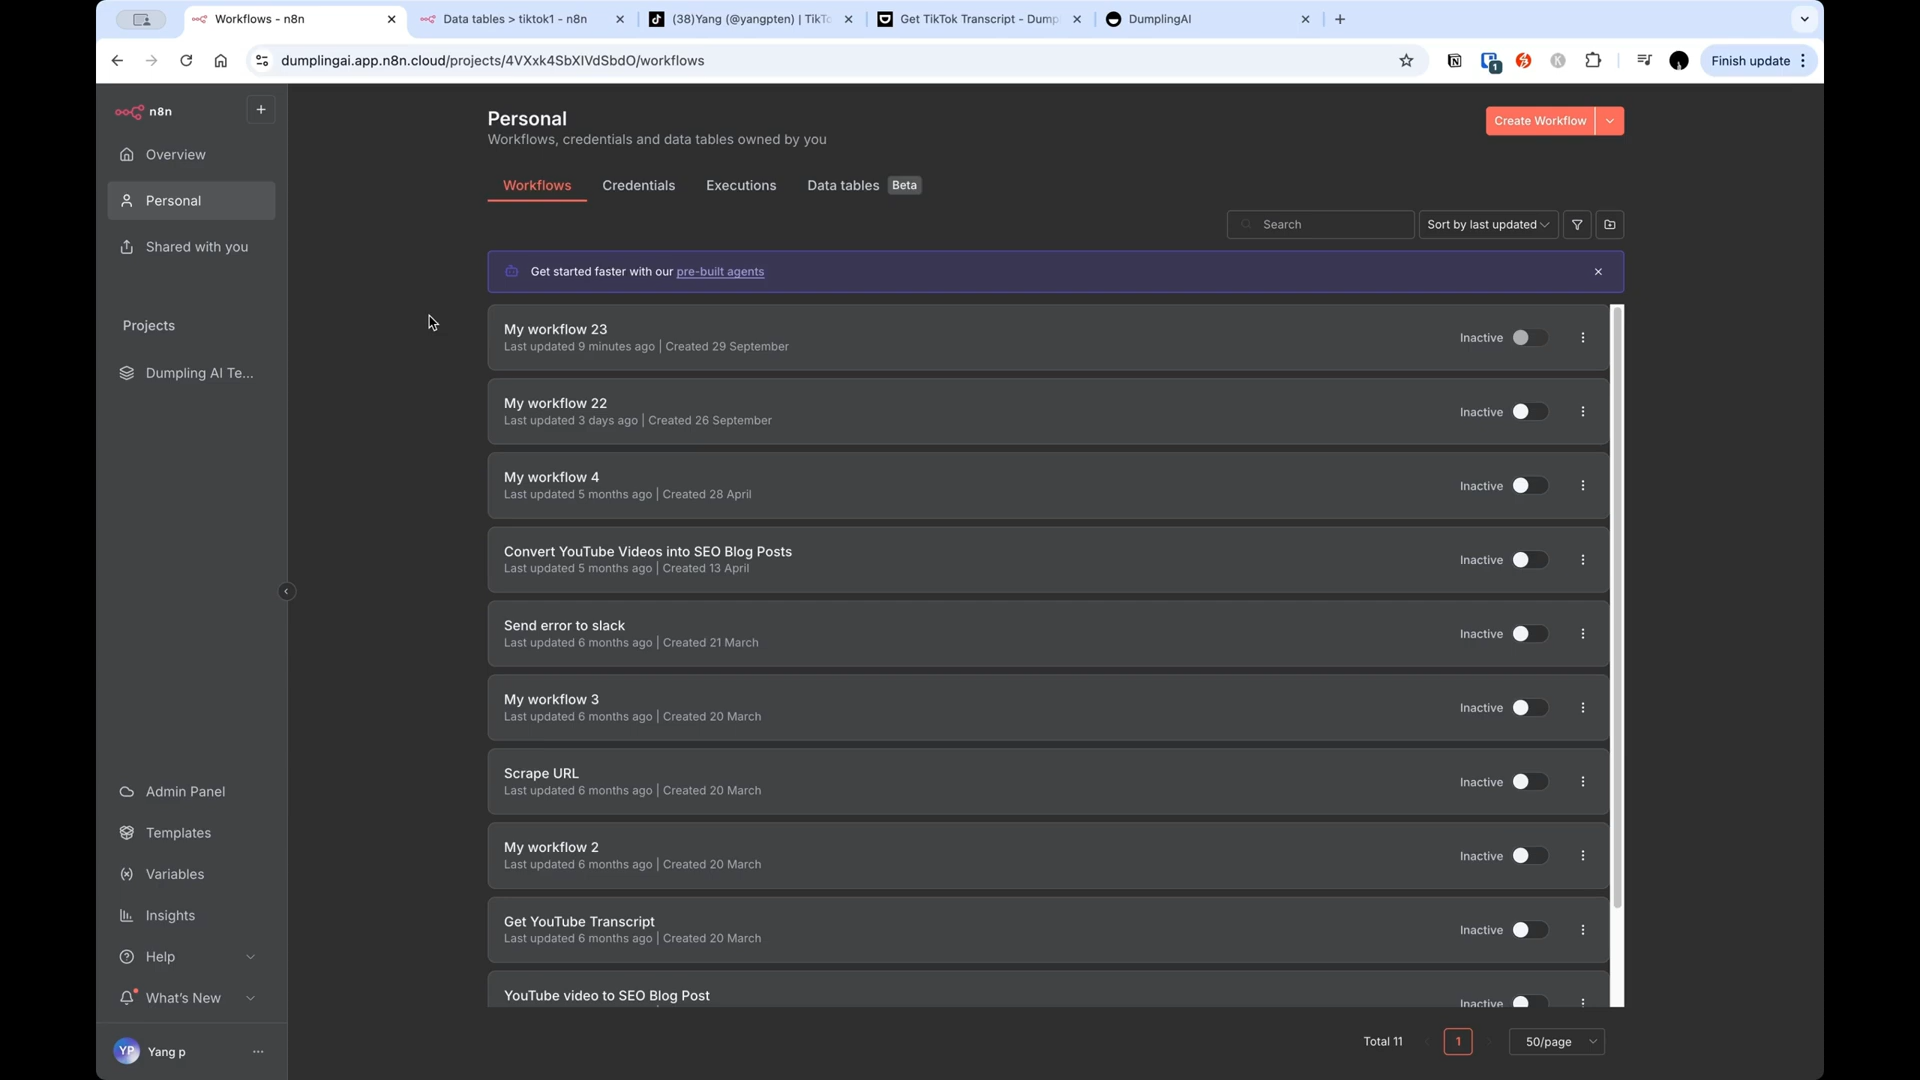 Workflows - n8n
Data tables > tiktok1 - n8n
(38)Yang (@yangpten) | TikTo
Get TikTok Transcript - Dump
DumplingAI
dumplingai.app.n8n.cloud/projects/4VXxk4SbXIVdSbdO/workflows
1
K
Finish update
n8n
Overview
Personal
Shared with you
Projects
Dumpling AI Te...
Admin Panel
Templates
Variables
Insights
Help
What's New
YP
Yang p
Personal
Workflows, credentials and data tables owned by you
Create Workflow
Workflows
Credentials
Executions
Data tables
Beta
Search
Sort by last updated
Get started faster with our pre-built agents
My workflow 23
Last updated 9 minutes ago | Created 29 September
Inactive
My workflow 22
Last updated 3 days ago | Created 26 September
Inactive
My workflow 4
Last updated 5 months ago | Created 28 April
Inactive
Convert YouTube Videos into SEO Blog Posts
Last updated 5 months ago | Created 13 April
Inactive
Send error to slack
Last updated 6 months ago | Created 21 March
Inactive
My workflow 3
Last updated 6 months ago | Created 20 March
Inactive
Scrape URL
Last updated 6 months ago | Created 20 March
Inactive
My workflow 2
Last updated 6 months ago | Created 20 March
Inactive
Get YouTube Transcript
Last updated 6 months ago | Created 20 March
Inactive
YouTube video to SEO Blog Post
Inactive
Total 11
1
50/page